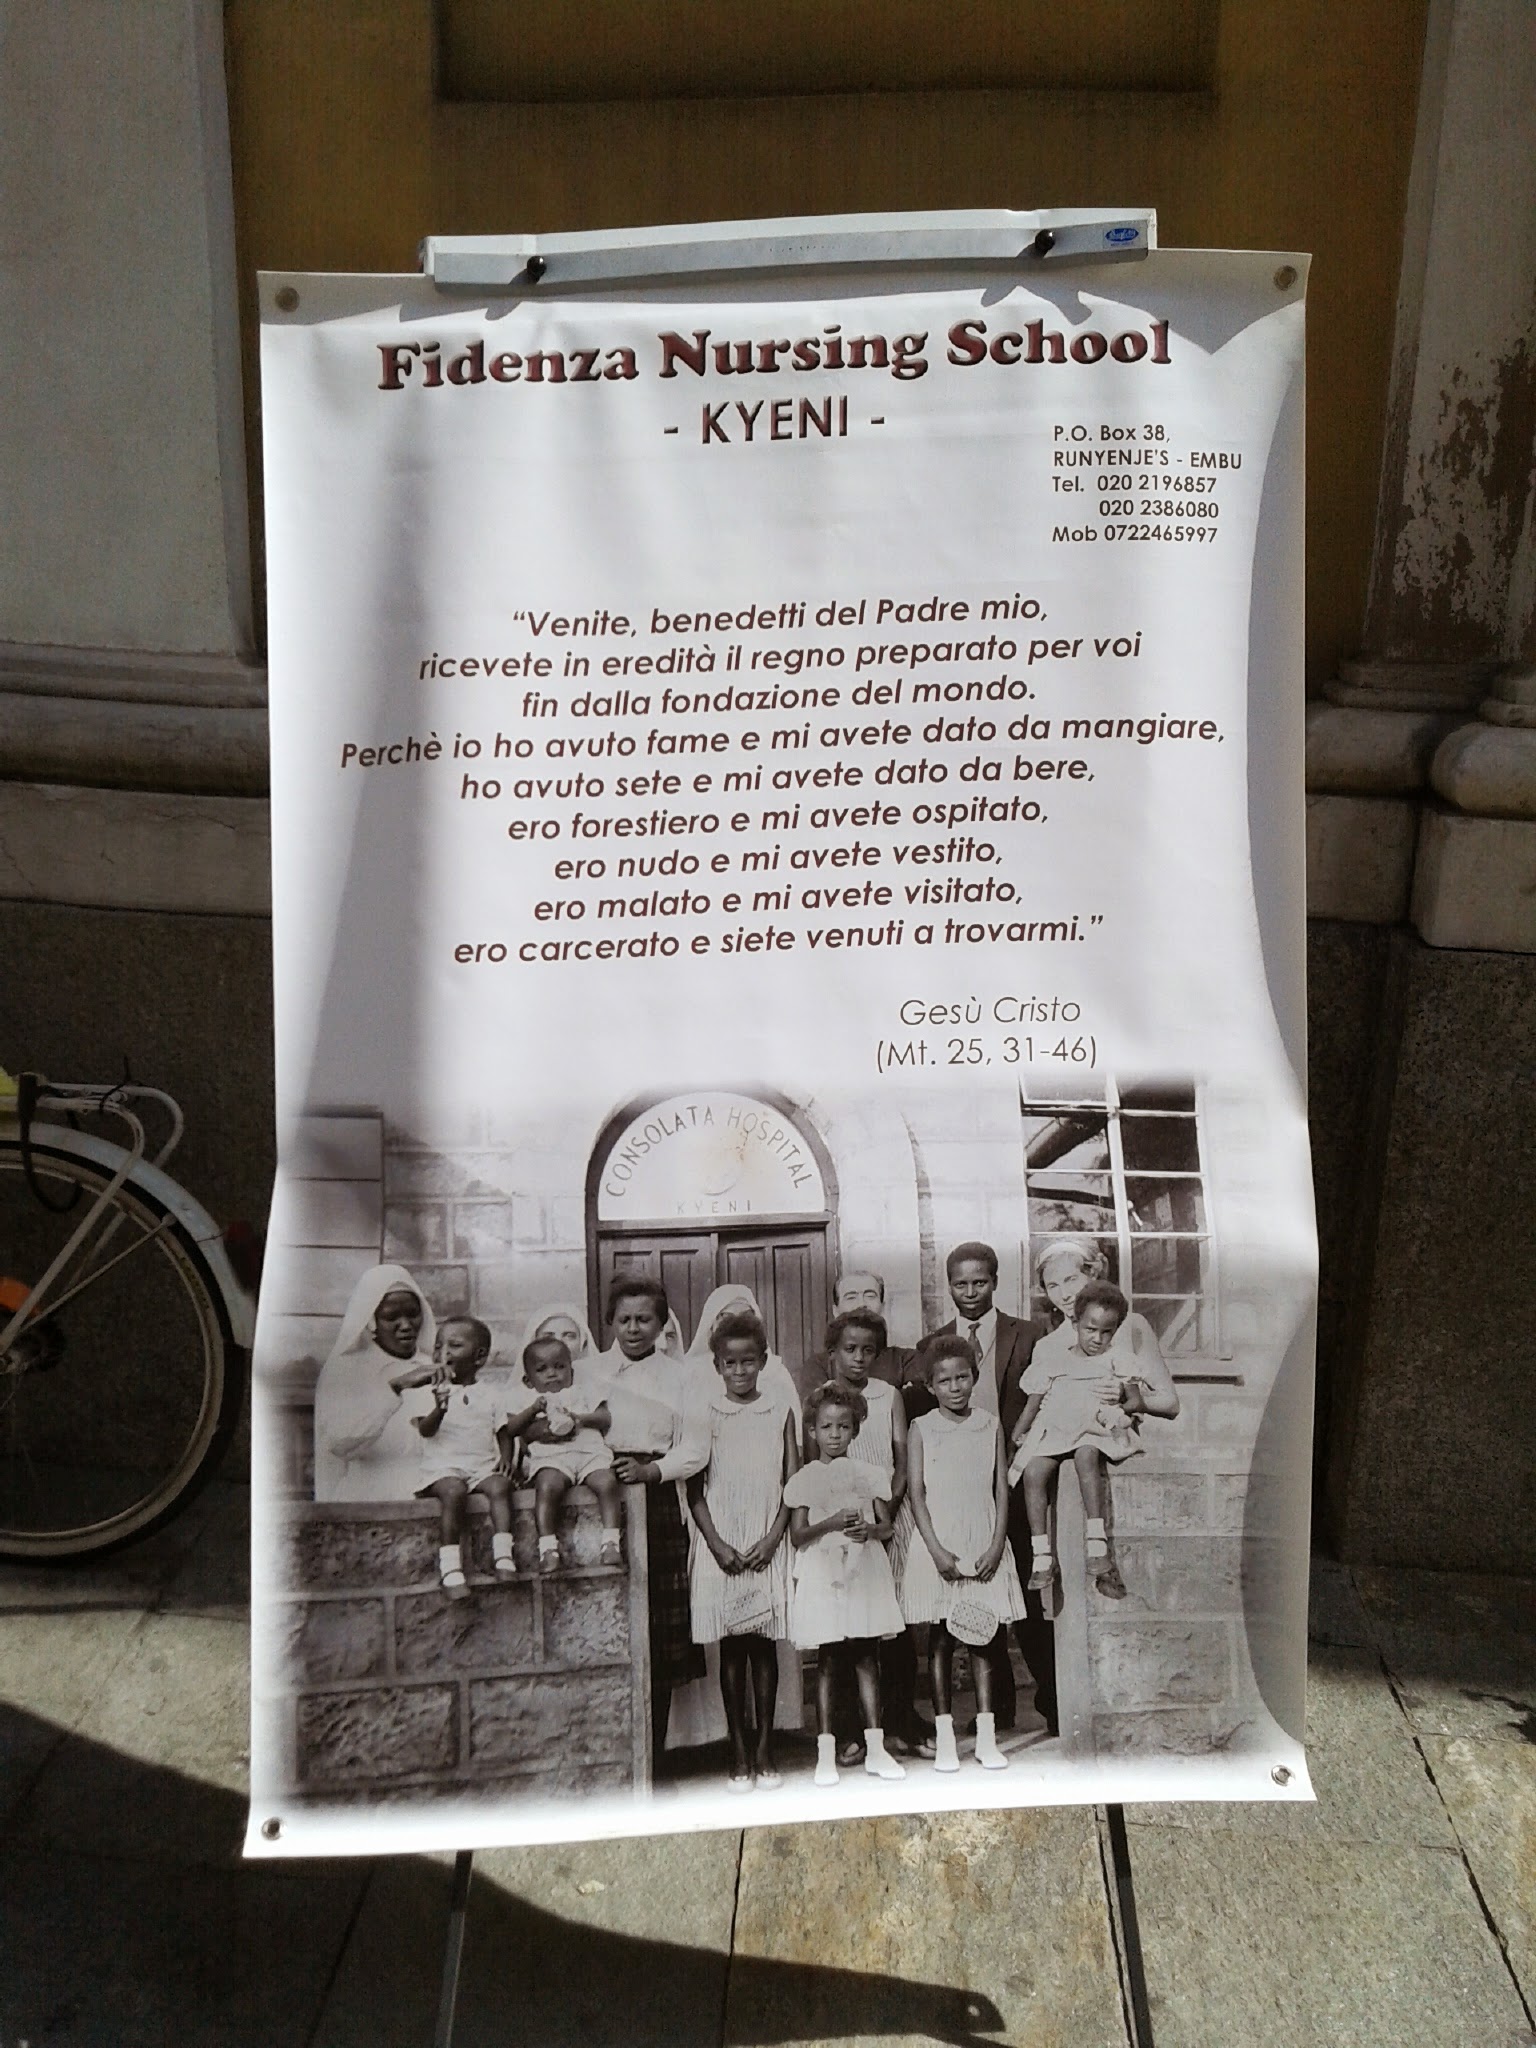 Fidenza Nursing School
- KYENI -
P.O. Box 38,
RUNYENJE'S - EMBU
Tel. 020 2196857
020 2386080
Mob 0722465997
“Venite, benedetti del Padre mio,
ricevete in eredità il regno preparato per voi
fin dalla fondazione del mondo.
Perchè io ho avuto fame e mi avete dato da mangiare,
ho avuto sete e mi avete dato da bere,
ero forestiero e mi avete ospitato,
ero nudo e mi avete vestito,
ero malato e mi avete visitato,
ero carcerato e siete venuti a trovarmi.”
Gesù Cristo
(Mt. 25, 31-46)
CONSOLATA HOSPITAL
KYENI